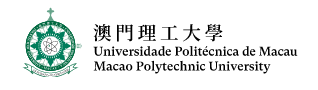 澳門理工大學
Universidade Politécnica de Macau
Macao Polytechnic University